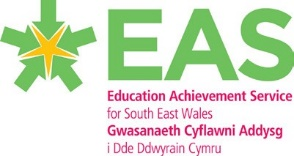 EAS
Education Achievement Service
for South East Wales
Gwasanaeth Cyflawni Addysg
i Dde Ddwyrain Cymru